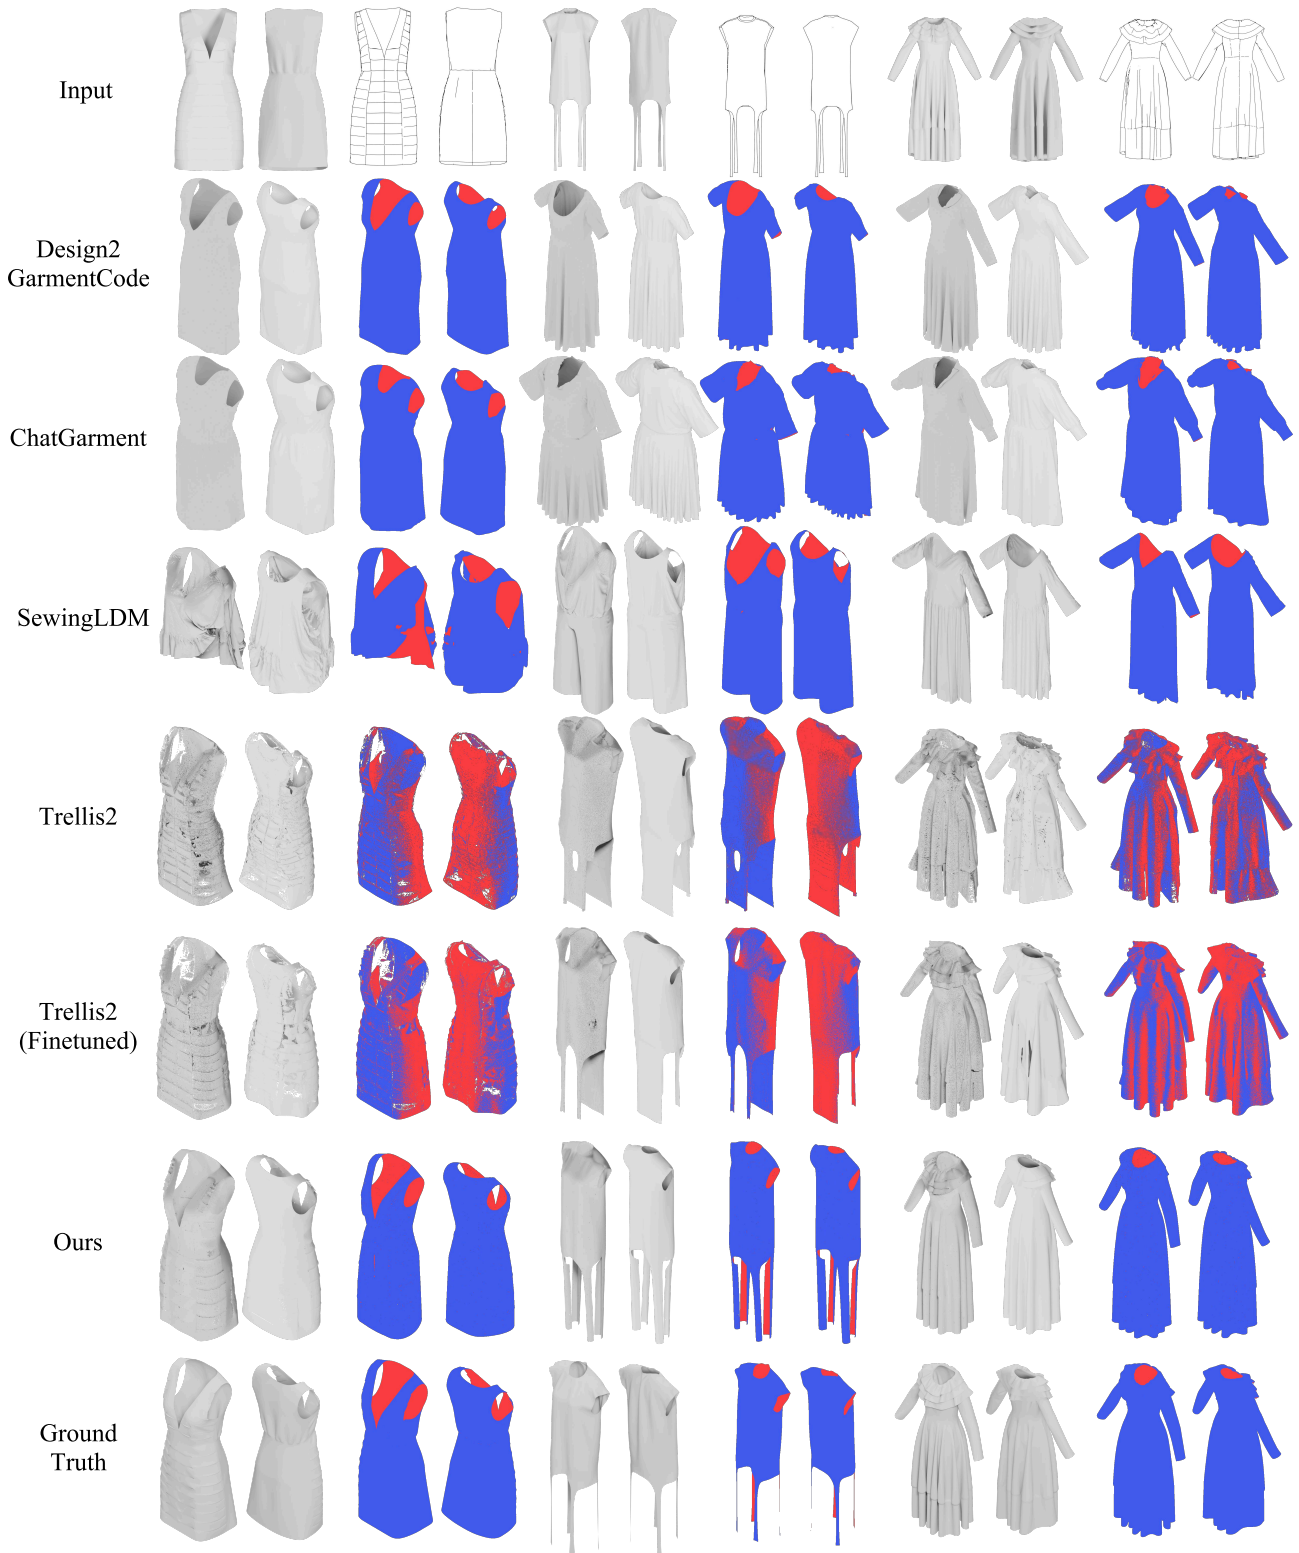 Input
Design2
GarmentCode
ChatGarment
SewingLDM
Trellis2
Trellis2
(Finetuned)
Ours
Ground
Truth